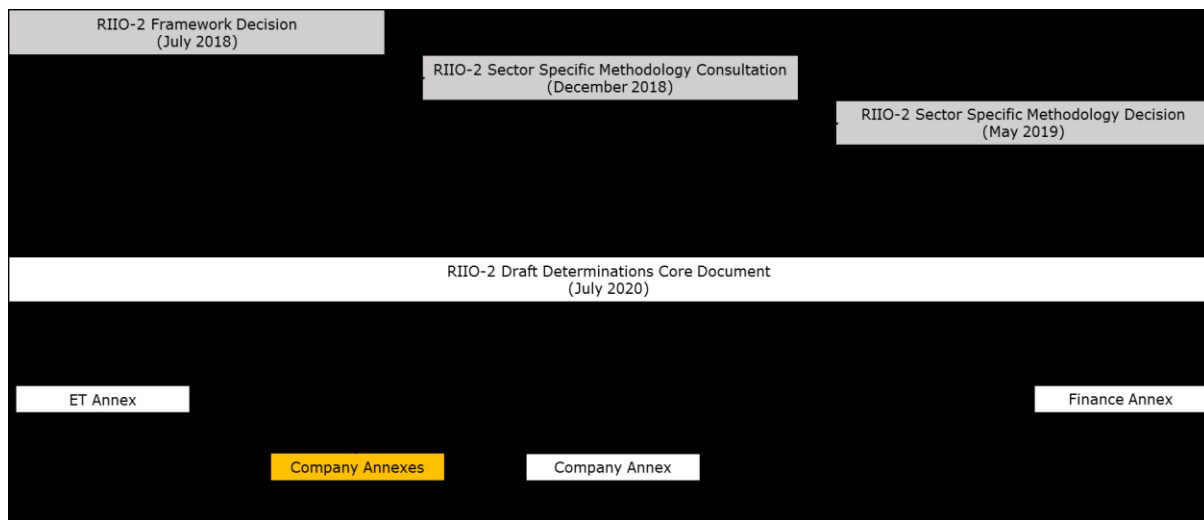 RIIO-2 Framework Decision
(July 2018)
RIIO-2 Sector Specific Methodology Consultation
(December 2018)
RIIO-2 Sector Specific Methodology Decision
(May 2019)
RIIO-2 Draft Determinations Core Document
(July 2020)
ET Annex
Finance Annex
Company Annexes
Company Annex